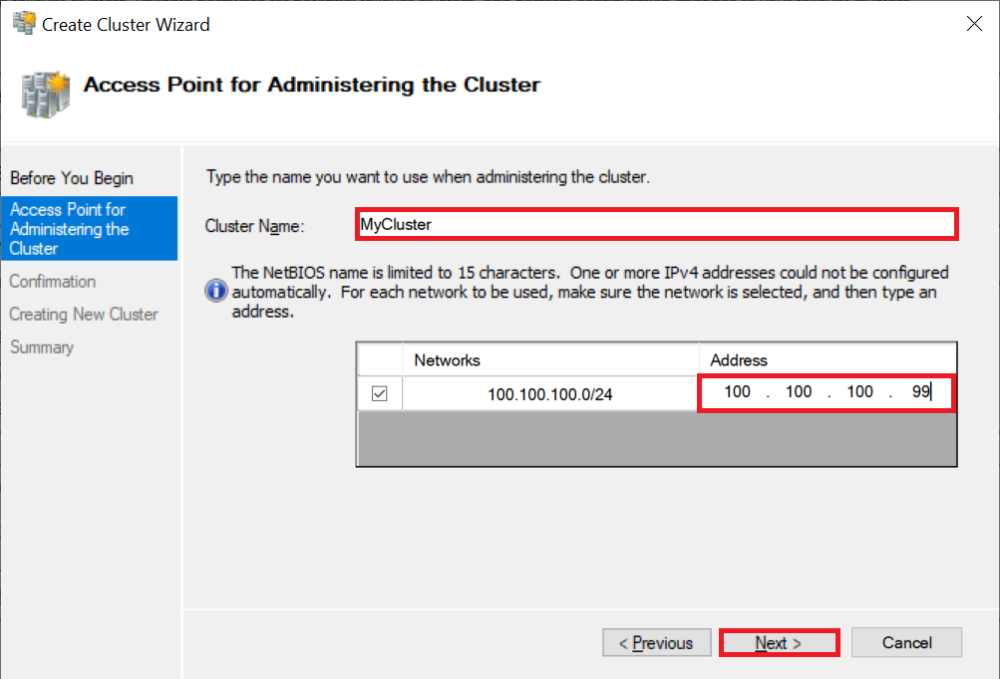 Create Cluster Wizard
Access Point for Administering the Cluster
Before You Begin
Access Point for
Administering the
Cluster
Confirmation
Creating New Cluster
Summary
Type the name you want to use when administering the cluster.
Cluster Name:
MyCluster
The NetBIOS name is limited to 15 characters. One or more IPv4 addresses could not be configured
automatically. For each network to be used, make sure the network is selected, and then type an
address.
Networks Address
100.100.100.0/24 100 . 100 . 100 . 99
< Previous Next > Cancel